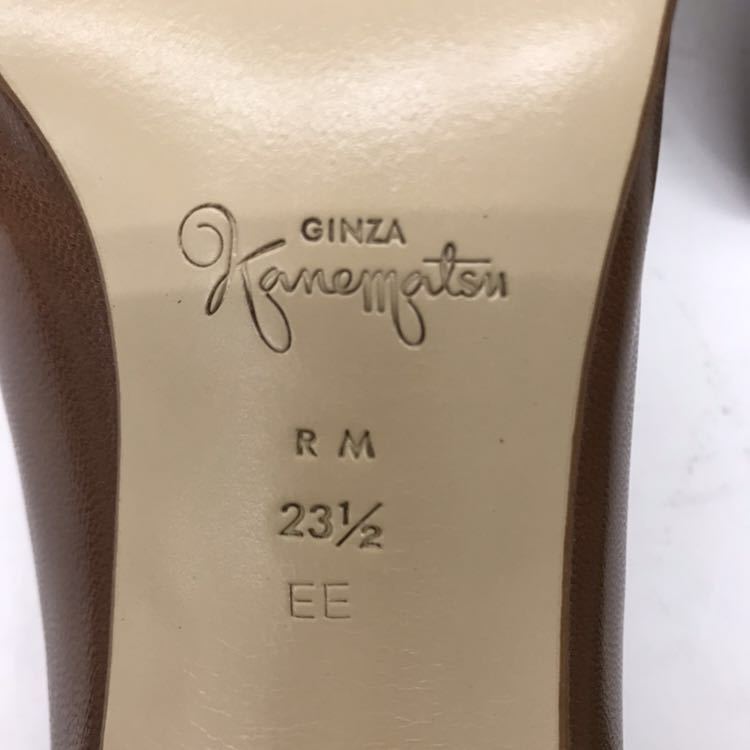 GINZA
Kanematsu
R M
23½
EE